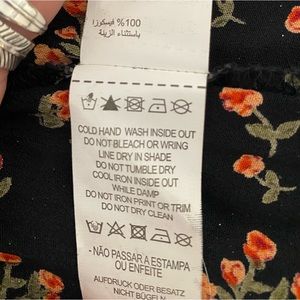 100% فيسكوزا
باستثناء الزينة
COLD HAND WASH INSIDE OUT
DO NOT BLEACH OR WRING
LINE DRY IN SHADE
DO NOT TUMBLE DRY
COOL IRON INSIDE OUT
WHILE DAMP
DO NOT IRON PRINT OR TRIM
DO NOT DRY CLEAN
- NÃO PASSAR A ESTAMPA
OU ENFEITE
AUFDRUCK ODER BESATZ
NICHT BÜGELN